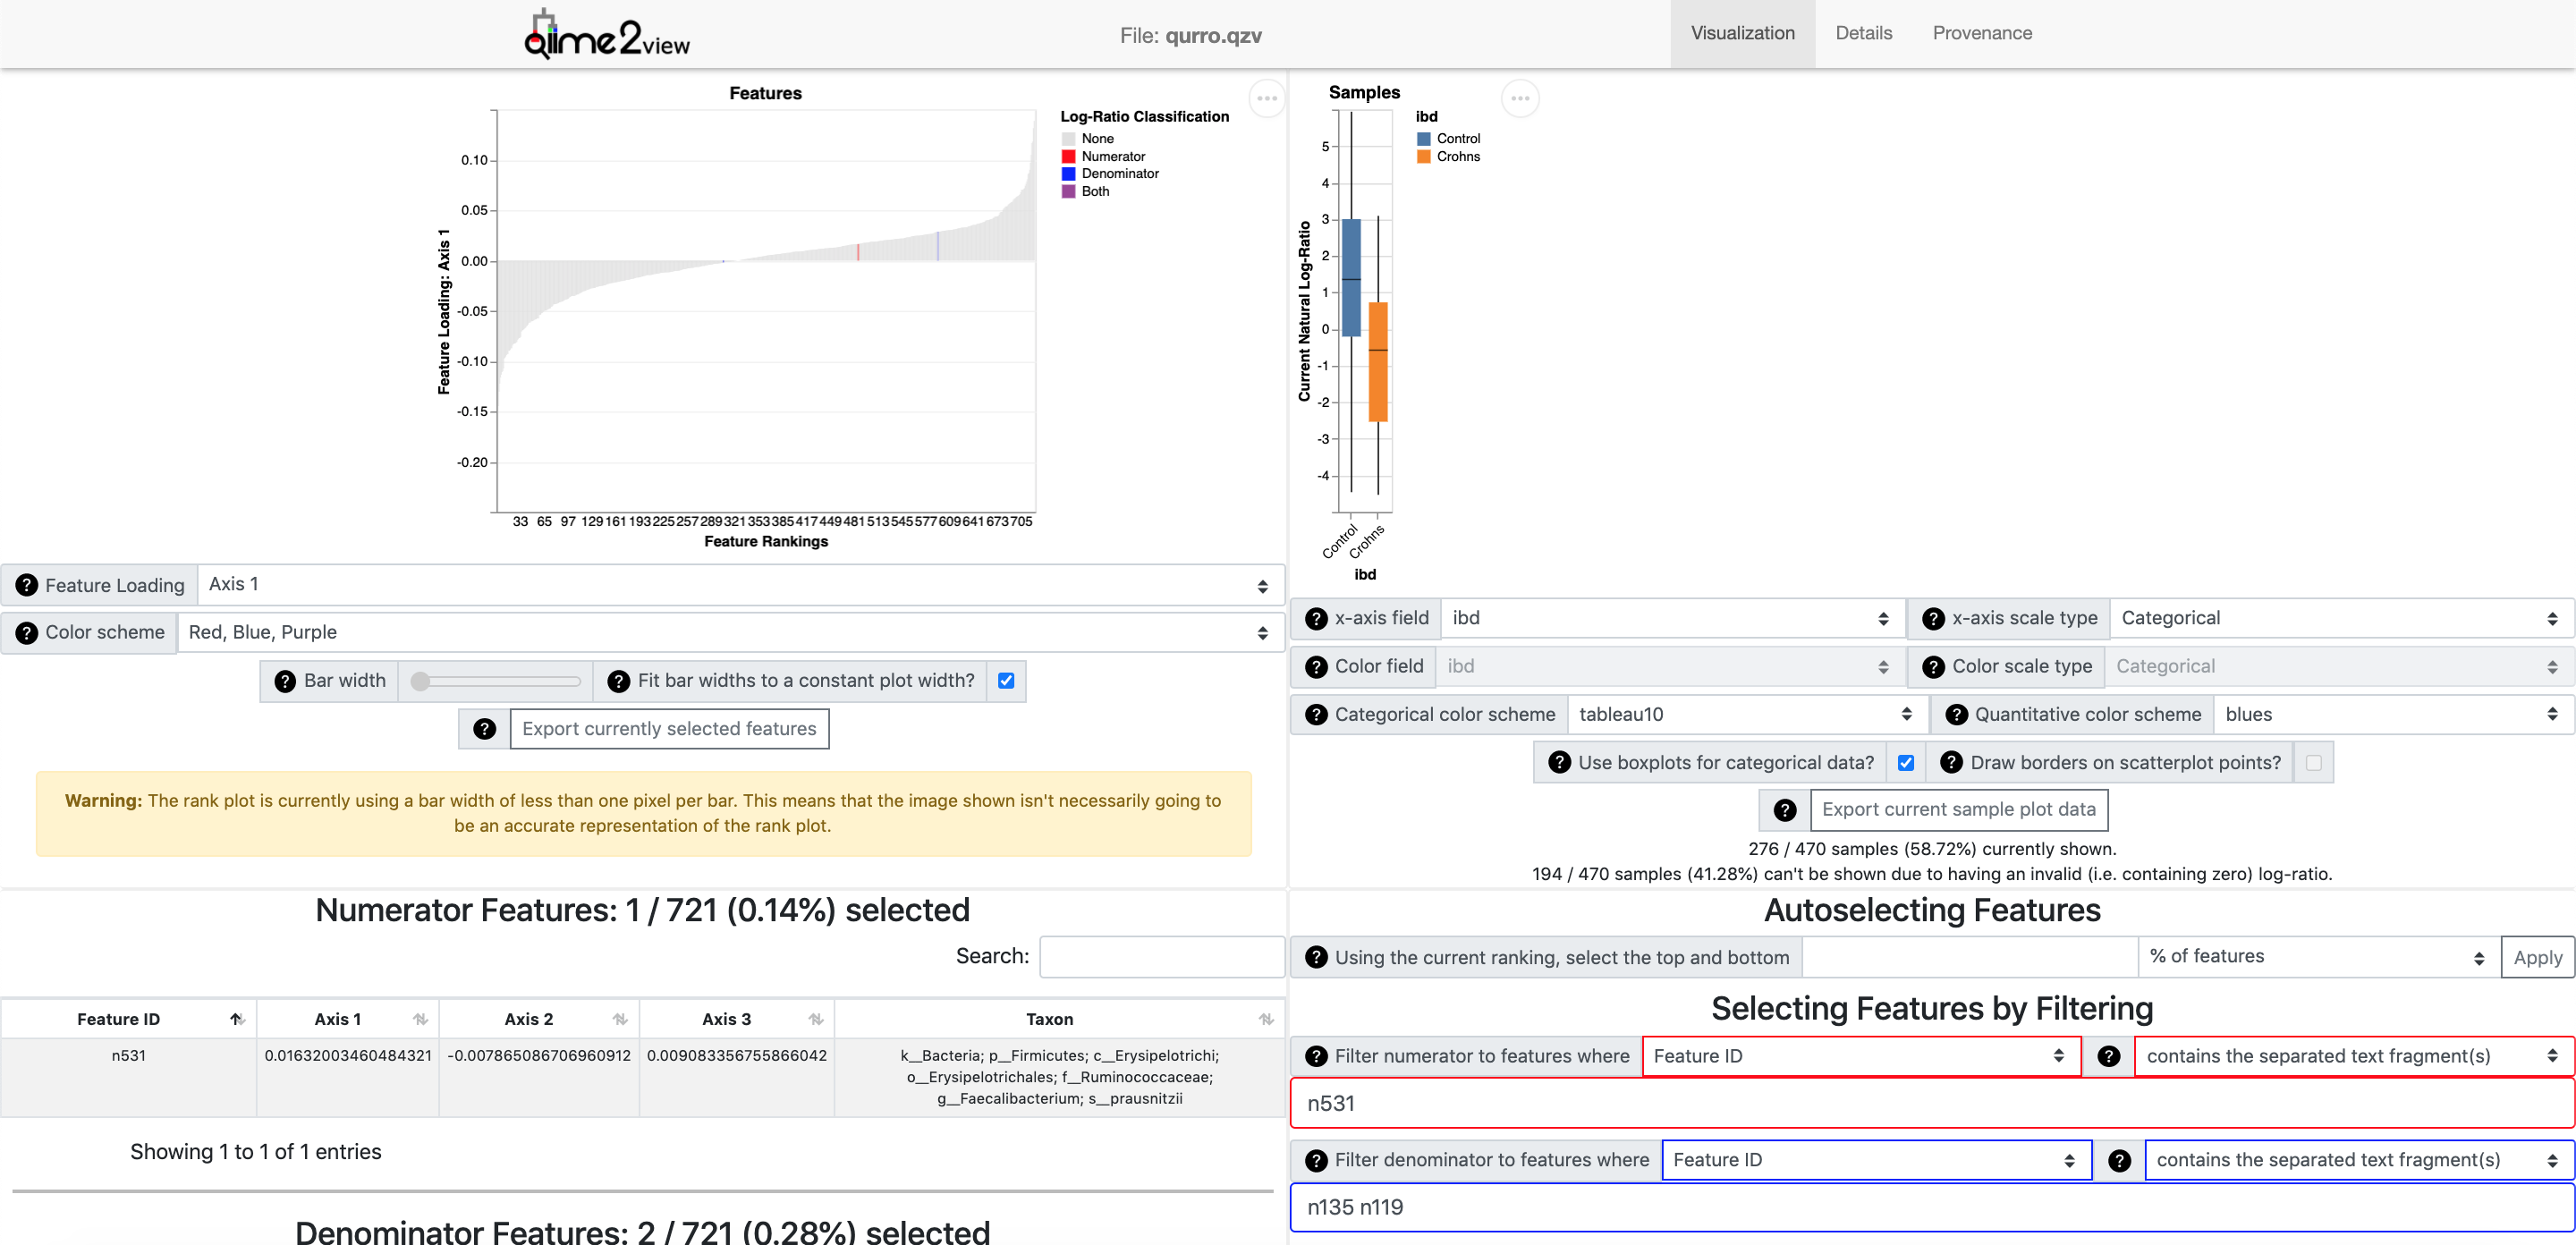 qiime2view
File: qurro.qzv
Visualization
Details
Provenance
Features
0.10
0.05
0.00
-0.05
-0.10
-0.15
-0.20
Feature Loading: Axis 1
33 65 97 129 161 193 225 257 289 321 353 385 417 449 481 513 545 577 609 641 673 705
Feature Rankings
Log-Ratio Classification
None
Numerator
Denominator
Both
Feature Loading
Axis 1
Color scheme
Red, Blue, Purple
Bar width
Fit bar widths to a constant plot width?
Export currently selected features
Warning: The rank plot is currently using a bar width of less than one pixel per bar. This means that the image shown isn't necessarily going to
be an accurate representation of the rank plot.
Samples
5
4
3
2
1
0
-1
-2
-3
-4
Current Natural Log-Ratio
Control
Crohns
ibd
ibd
Control
Crohns
x-axis field
ibd
x-axis scale type
Categorical
Color field
ibd
Color scale type
Categorical
Categorical color scheme
tableau10
Quantitative color scheme
blues
Use boxplots for categorical data?
Draw borders on scatterplot points?
Export current sample plot data
276 / 470 samples (58.72%) currently shown.
194 / 470 samples (41.28%) can't be shown due to having an invalid (i.e. containing zero) log-ratio.
Numerator Features: 1 / 721 (0.14%) selected
Search:
Feature ID Axis 1 Axis 2 Axis 3 Taxon
n531 0.01632003460484321 -0.007865086706960912 0.009083356755866042 k__Bacteria; p__Firmicutes; c__Erysipelotrichi;
o__Erysipelotrichales; f__Ruminococcaceae;
g__Faecalibacterium; s__prausnitzii
Showing 1 to 1 of 1 entries
Denominator Features: 2 / 721 (0.28%) selected
Autoselecting Features
Using the current ranking, select the top and bottom
% of features
Apply
Selecting Features by Filtering
Filter numerator to features where
Feature ID
contains the separated text fragment(s)
n531
Filter denominator to features where
Feature ID
contains the separated text fragment(s)
n135 n119